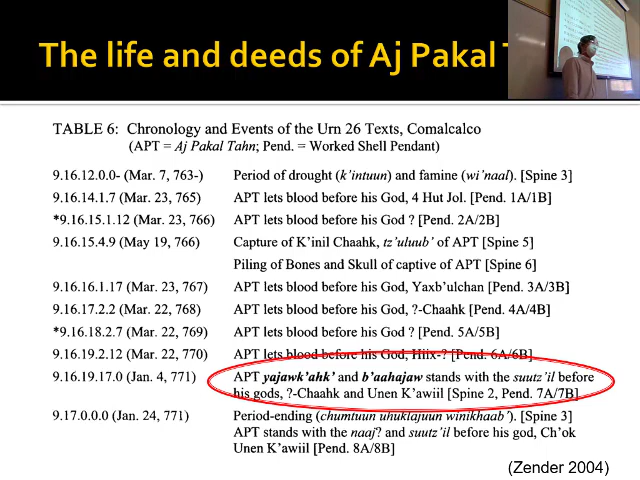 The life and deeds of Aj Pakal T
TABLE 6: Chronology and Events of the Urn 26 Texts, Comalcalco
(APT = Aj Pakal Tahn; Pend. = Worked Shell Pendant)
9.16.12.0.0- (Mar. 7, 763-) Period of drought (k'intuun) and famine (wi'naal). [Spine 3]
9.16.14.1.7 (Mar. 23, 765) APT lets blood before his God, 4 Hut Jol. [Pend. 1A/1B]
*9.16.15.1.12 (Mar. 23, 766) APT lets blood before his God ? [Pend. 2A/2B]
9.16.15.4.9 (May 19, 766) Capture of K'inil Chaahk, tz'uluub' of APT [Spine 5]
Piling of Bones and Skull of captive of APT [Spine 6]
9.16.16.1.17 (Mar. 23, 767) APT lets blood before his God, Yaxb'ulchan [Pend. 3A/3B]
9.16.17.2.2 (Mar. 22, 768) APT lets blood before his God, ?-Chaahk [Pend. 4A/4B]
*9.16.18.2.7 (Mar. 22, 769) APT lets blood before his God ? [Pend. 5A/5B]
9.16.19.2.12 (Mar. 22, 770) APT lets blood before his God, Hiix-? [Pend. 6A/6B]
9.16.19.17.0 (Jan. 4, 771) APT yajawk'ahk' and b'aahajaw stands with the suutz'il before
his gods, ?-Chaahk and Unen K'awiil [Spine 2, Pend. 7A/7B]
9.17.0.0.0 (Jan. 24, 771) Period-ending (chumtuun uhuklajuun winikhaab'). [Spine 3]
APT stands with the naaj? and suutz'il before his god, Ch'ok
Unen K'awiil [Pend. 8A/8B]
(Zender 2004)